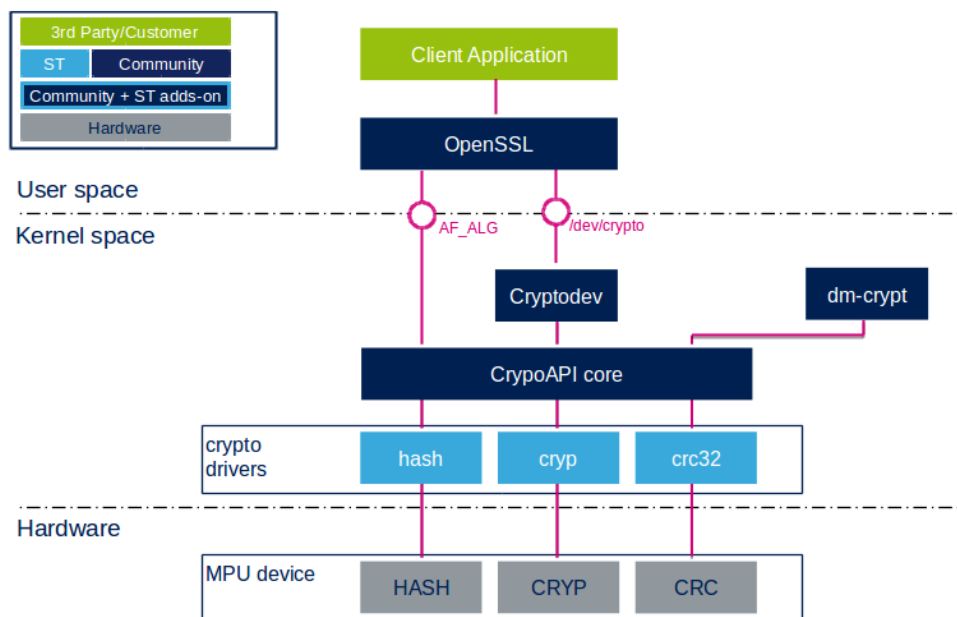 3rd Party/Customer
ST
Community
Community + ST adds-on
Hardware
Client Application
OpenSSL
User space
Kernel space
AF_ALG
/dev/crypto
Cryptodev
dm-crypt
CrypoAPI core
crypto
drivers
hash
cryp
crc32
Hardware
MPU device
HASH
CRYP
CRC